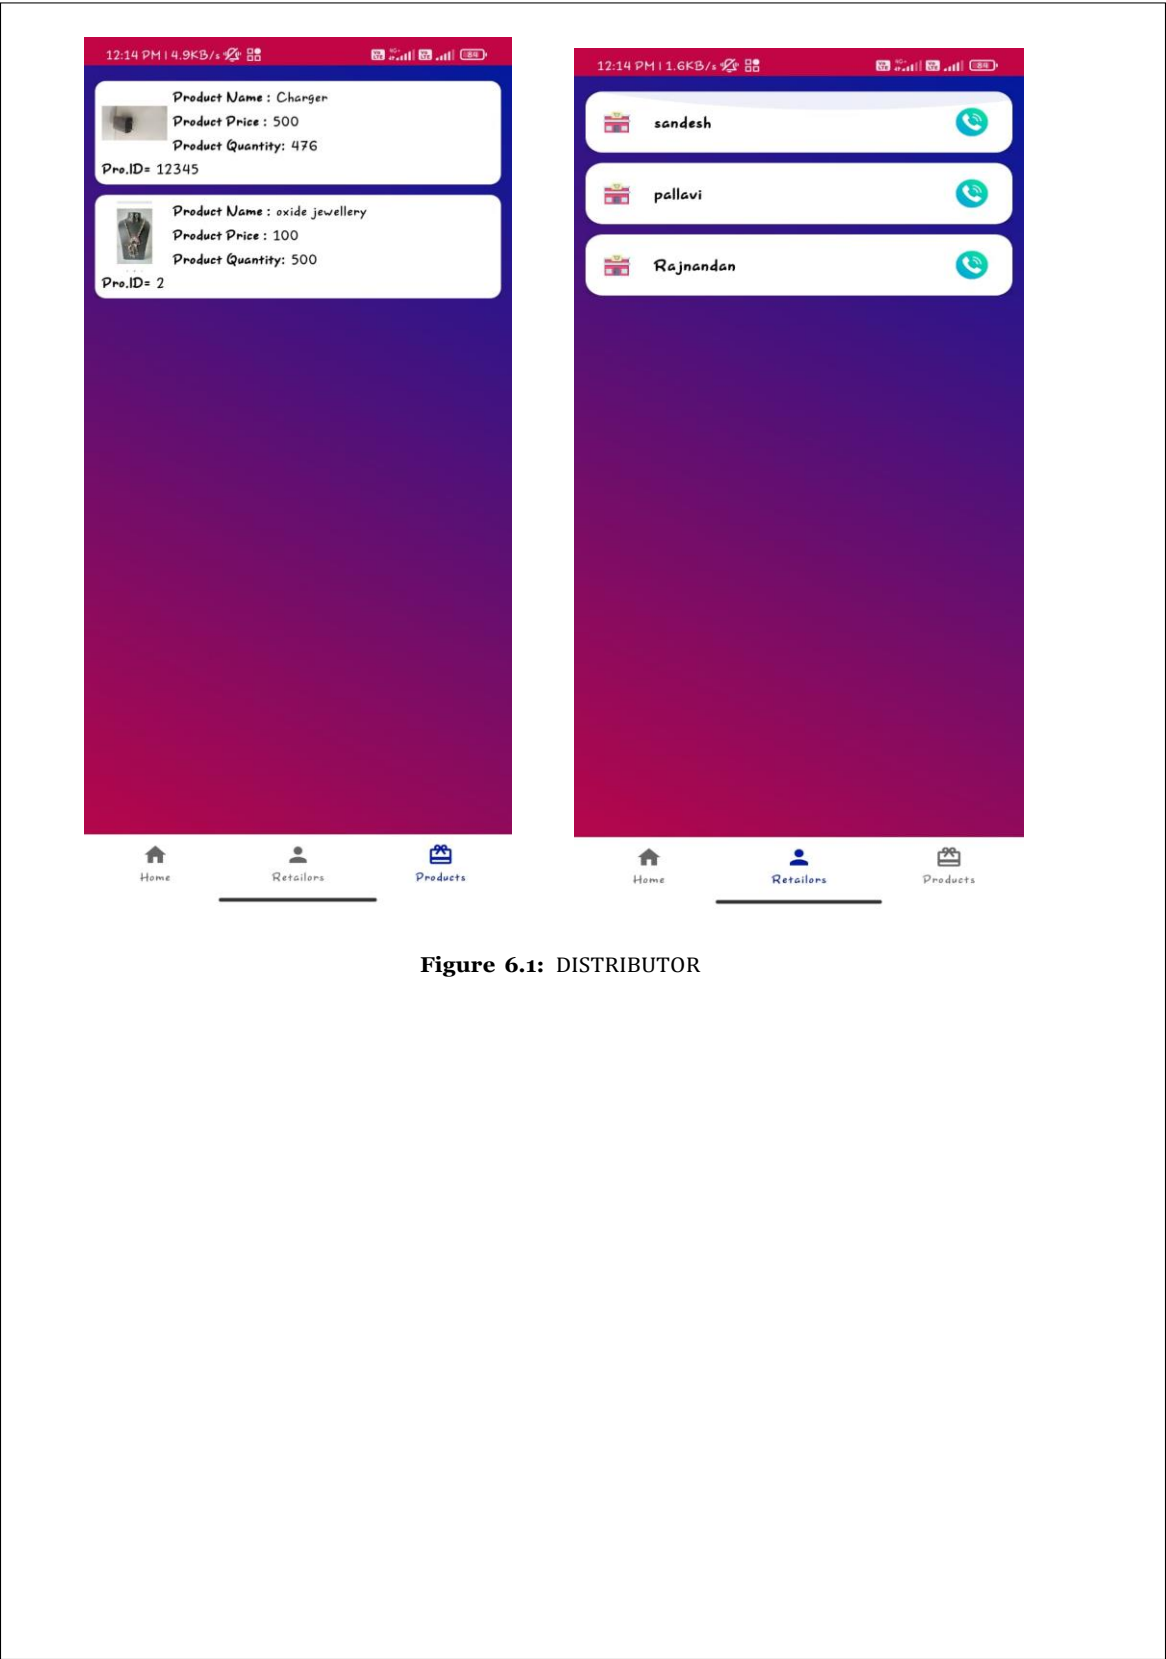 12:14 PM | 4.9KB/s
Product Name : Charger
Product Price : 500
Product Quantity: 476
Pro.ID= 12345
Product Name : oxide jewellery
Product Price : 100
Product Quantity: 500
Pro.ID= 2
Home
Retailors
Products
12:14 PM | 1.6KB/s
sandesh
pallavi
Rajnandan
Home
Retailors
Products
Figure 6.1: DISTRIBUTOR